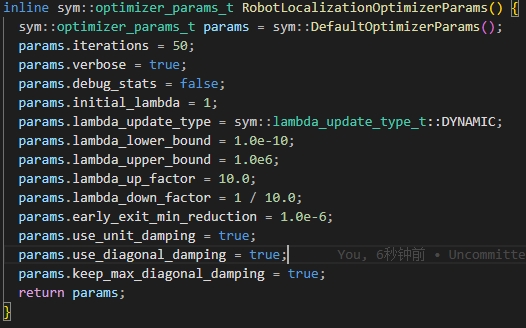 inline sym::optimizer_params_t RobotLocalizationOptimizerParams() {
sym::optimizer_params_t params = sym::DefaultOptimizerParams();
params.iterations = 50;
params.verbose = true;
params.debug_stats = false;
params.initial_lambda = 1;
params.lambda_update_type = sym::lambda_update_type_t::DYNAMIC;
params.lambda_lower_bound = 1.0e-10;
params.lambda_upper_bound = 1.0e6;
params.lambda_up_factor = 10.0;
params.lambda_down_factor = 1 / 10.0;
params.early_exit_min_reduction = 1.0e-6;
params.use_unit_damping = true;
params.use_diagonal_damping = true; You, 6秒钟前 • Uncommitte
params.keep_max_diagonal_damping = true;
return params;
}